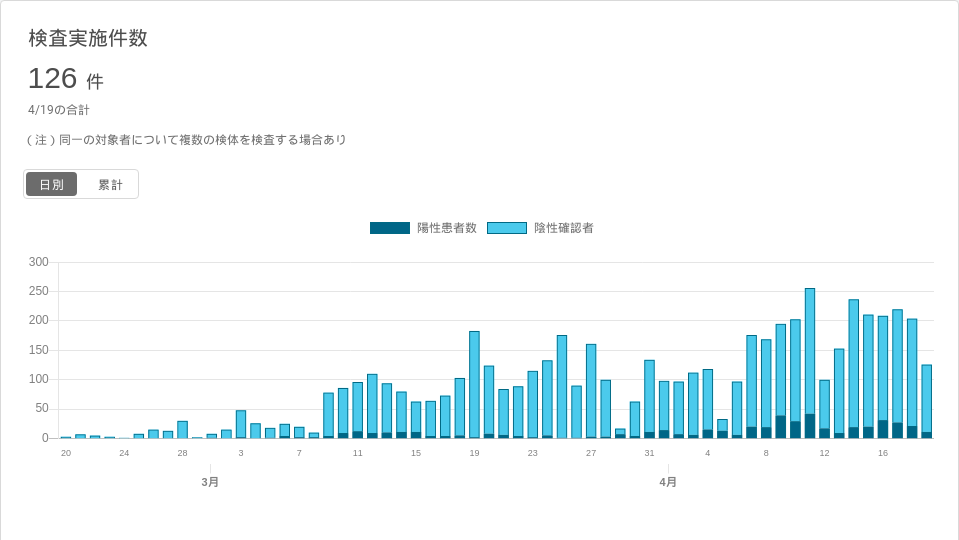 検査実施件数
126 件
4/19の合計
（注）同一の対象者について複数の検体を検査する場合あり
日別 累計
陽性患者数 陰性確認者
300
250
200
150
100
50
0
20 24 28 3 7 11 15 19 23 27 31 4 8 12 16
3月 4月